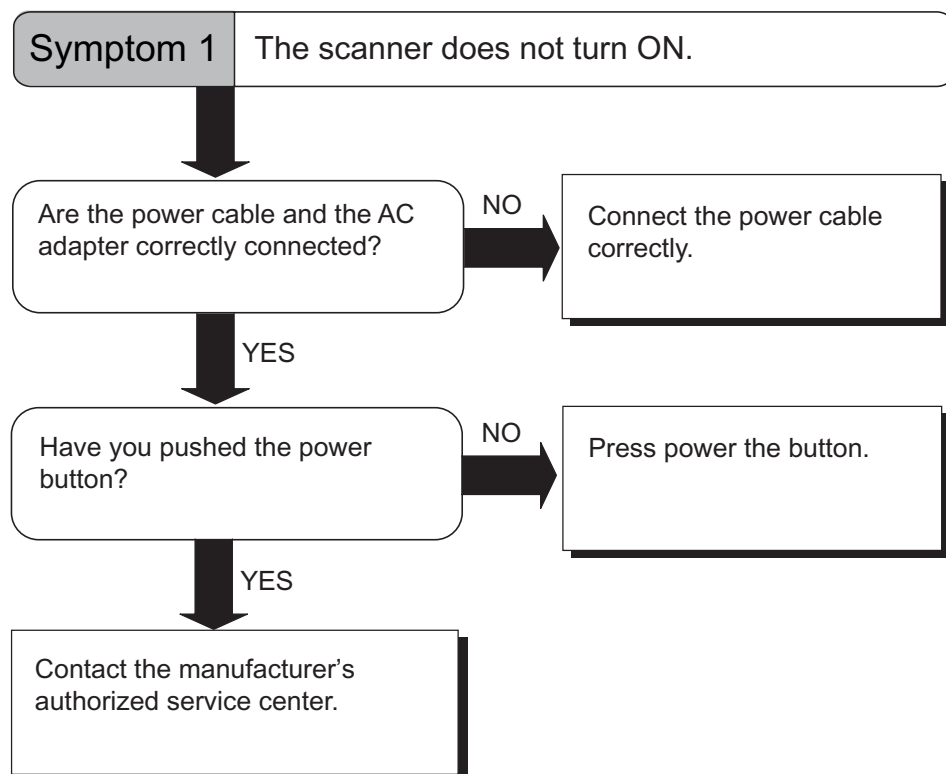 Symptom 1
The scanner does not turn ON.
Are the power cable and the AC
adapter correctly connected?
NO
Connect the power cable
correctly.
YES
Have you pushed the power
button?
NO
Press power the button.
YES
Contact the manufacturer’s
authorized service center.